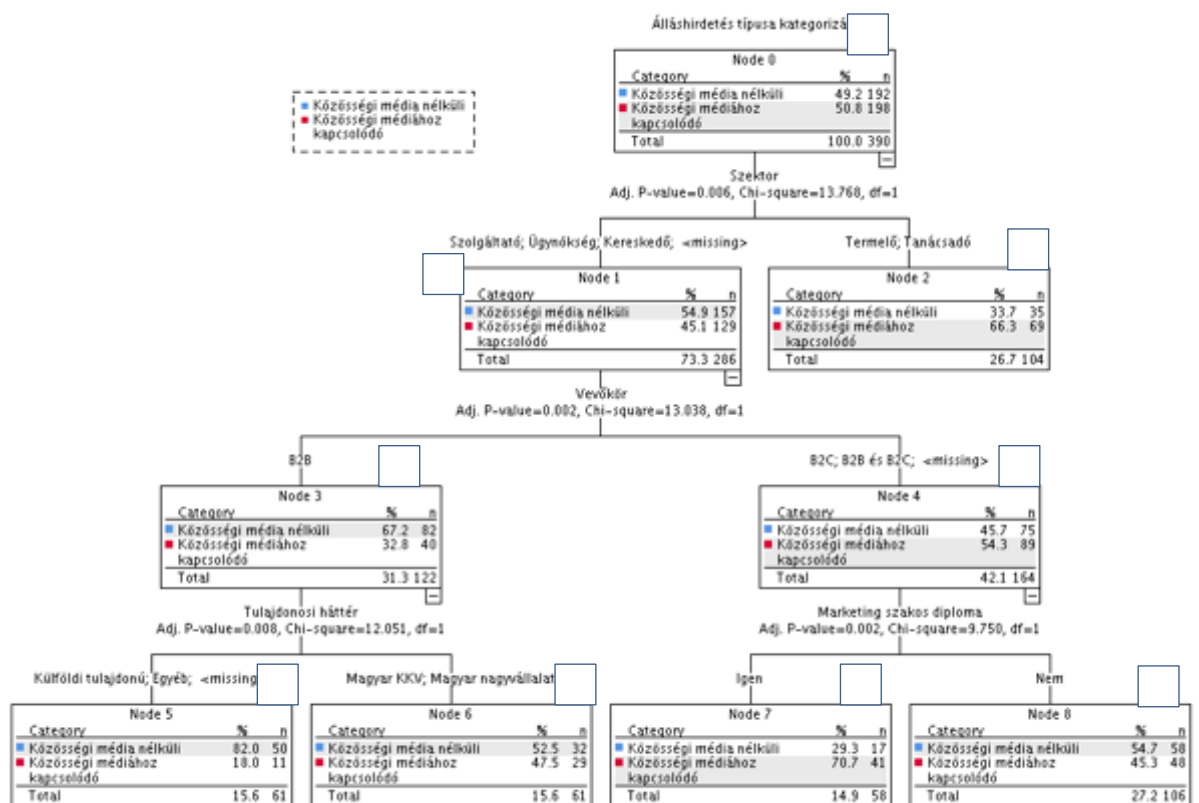 Álláshirdetés típusa kategorizá
Node 0
Category % n
Közösségi média nélküli 49.2 192
Közösségi médiához 50.8 198
kapcsolódó
Total 100.0 390
Közösségi média nélküli
Közösségi médiához
kapcsolódó
Szektor
Adj. P-value=0.006, Chi-square=13.768, df=1
Szolgáltató; Ügynökség; Kereskedő; <missing>
Termelő; Tanácsadó
Node 1
Category % n
Közösségi média nélküli 54.9 157
Közösségi médiához 45.1 129
kapcsolódó
Total 73.3 286
Node 2
Category % n
Közösségi média nélküli 33.7 35
Közösségi médiához 66.3 69
kapcsolódó
Total 26.7 104
Vevőkör
Adj. P-value=0.002, Chi-square=13.038, df=1
B2B
B2C; B2B és B2C; <missing>
Node 3
Category % n
Közösségi média nélküli 67.2 82
Közösségi médiához 32.8 40
kapcsolódó
Total 31.3 122
Node 4
Category % n
Közösségi média nélküli 45.7 75
Közösségi médiához 54.3 89
kapcsolódó
Total 42.1 164
Tulajdonosi háttér
Adj. P-value=0.008, Chi-square=12.051, df=1
Marketing szakos diploma
Adj. P-value=0.002, Chi-square=9.750, df=1
Külföldi tulajdonú; Egyéb; <missing
Magyar KKV; Magyar nagyvállalat
Igen
Nem
Node 5
Category % n
Közösségi média nélküli 82.0 50
Közösségi médiához 18.0 11
kapcsolódó
Total 15.6 61
Node 6
Category % n
Közösségi média nélküli 52.5 32
Közösségi médiához 47.5 29
kapcsolódó
Total 15.6 61
Node 7
Category % n
Közösségi média nélküli 29.3 17
Közösségi médiához 70.7 41
kapcsolódó
Total 14.9 58
Node 8
Category % n
Közösségi média nélküli 54.7 58
Közösségi médiához 45.3 48
kapcsolódó
Total 27.2 106